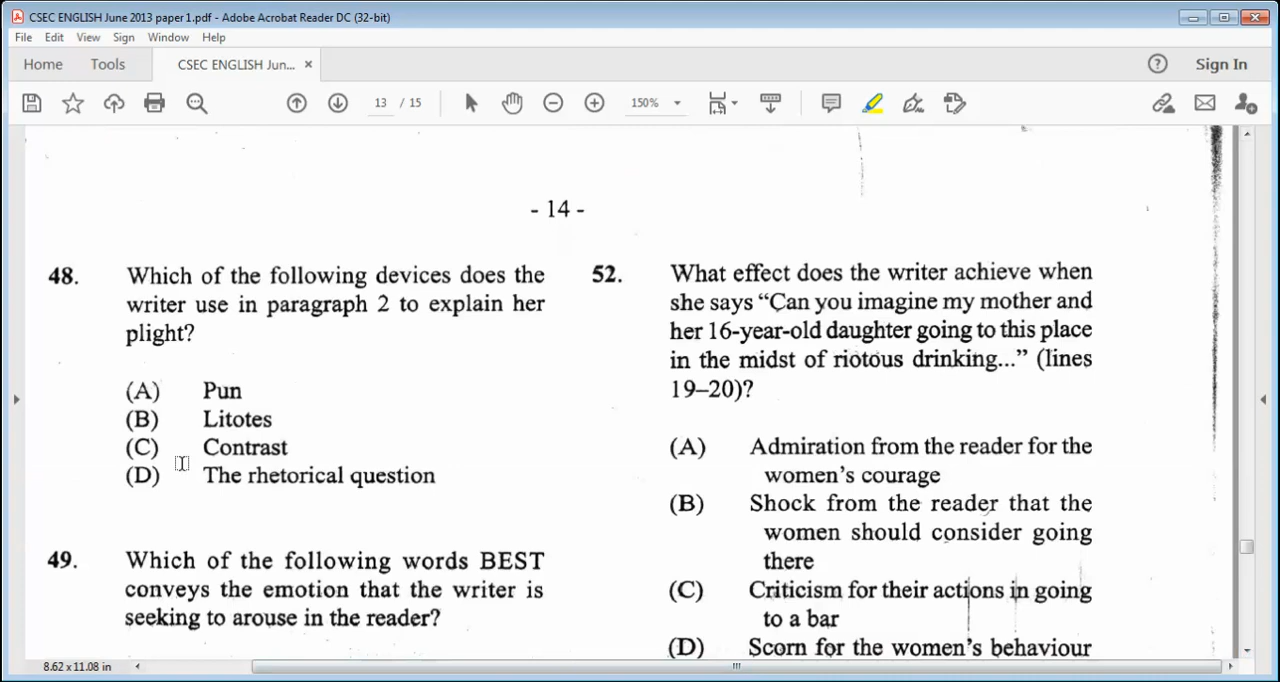 CSEC ENGLISH June 2013 paper1.pdf - Adobe Acrobat Reader DC (32-bit)
File Edit View Sign Window Help
Home Tools CSEC ENGLISH Jun... × Sign In
13 / 15 150%
- 14 -
48. Which of the following devices does the
writer use in paragraph 2 to explain her
plight?
(A) Pun
(B) Litotes
(C) Contrast
(D) The rhetorical question
49. Which of the following words BEST
conveys the emotion that the writer is
seeking to arouse in the reader?
52. What effect does the writer achieve when
she says “Can you imagine my mother and
her 16-year-old daughter going to this place
in the midst of riotous drinking...” (lines
19–20)?
(A) Admiration from the reader for the
women’s courage
(B) Shock from the reader that the
women should consider going
there
(C) Criticism for their actions in going
to a bar
(D) Scorn for the women’s behaviour
8.62 x 11.08 in